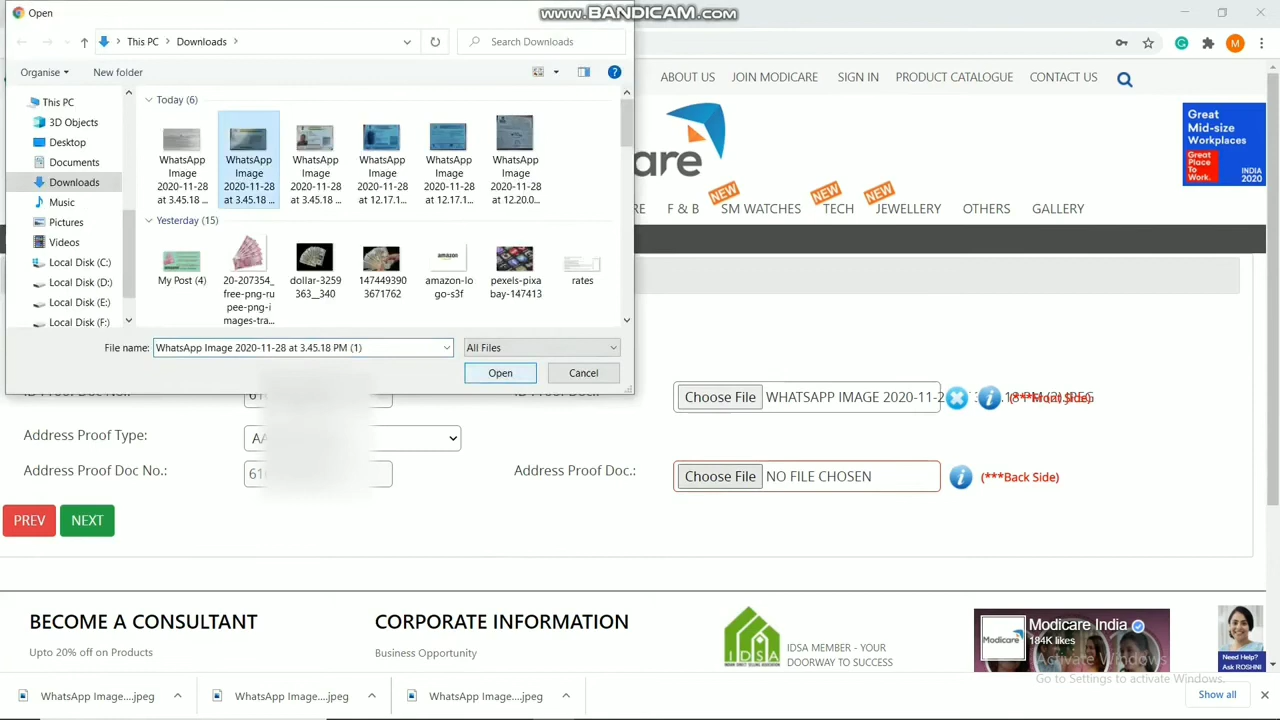 Open
www.BANDICAM.com
This PC
Downloads
Search Downloads
Organise
New folder
ABOUT US
JOIN MODICARE
SIGN IN
PRODUCT CATALOGUE
CONTACT US
This PC
3D Objects
Desktop
Documents
Downloads
Music
Pictures
Videos
Local Disk (C:)
Local Disk (D:)
Local Disk (E:)
Local Disk (F:)
Today (6)
WhatsApp Image 2020-11-28 at 3.45.18 ...
WhatsApp Image 2020-11-28 at 3.45.18 ...
WhatsApp Image 2020-11-28 at 3.45.18 ...
WhatsApp Image 2020-11-28 at 12.17.1...
WhatsApp Image 2020-11-28 at 12.17.1...
WhatsApp Image 2020-11-28 at 12.20.0...
Yesterday (15)
My Post (4)
20-207354_free-png-rupee-png-images-tra...
dollar-3259363__340
1474493903671762
amazon-logo-s3f
pexels-pixabay-147413
rates
File name:
WhatsApp Image 2020-11-28 at 3.45.18 PM (1)
All Files
Open
Cancel
care
Great
Mid-size
Workplaces
Great
Place
To
Work.
INDIA
2020
NEW
NEW
NEW
RE
F & B
SM WATCHES
TECH
JEWELLERY
OTHERS
GALLERY
Choose File
WHATSAPP IMAGE 2020-11-2
Address Proof Type:
AA
Address Proof Doc No.:
61
Address Proof Doc.:
Choose File
NO FILE CHOSEN
(***Back Side)
PREV
NEXT
BECOME A CONSULTANT
Upto 20% off on Products
CORPORATE INFORMATION
Business Opportunity
IDSA
IDSA MEMBER - YOUR
DOORWAY TO SUCCESS
Modicare
Modicare India
184K likes
Need Help?
Ask ROSHNI
Activate Windows
Go to Settings to activate Windows.
WhatsApp Image....jpeg
WhatsApp Image....jpeg
WhatsApp Image....jpeg
Show all